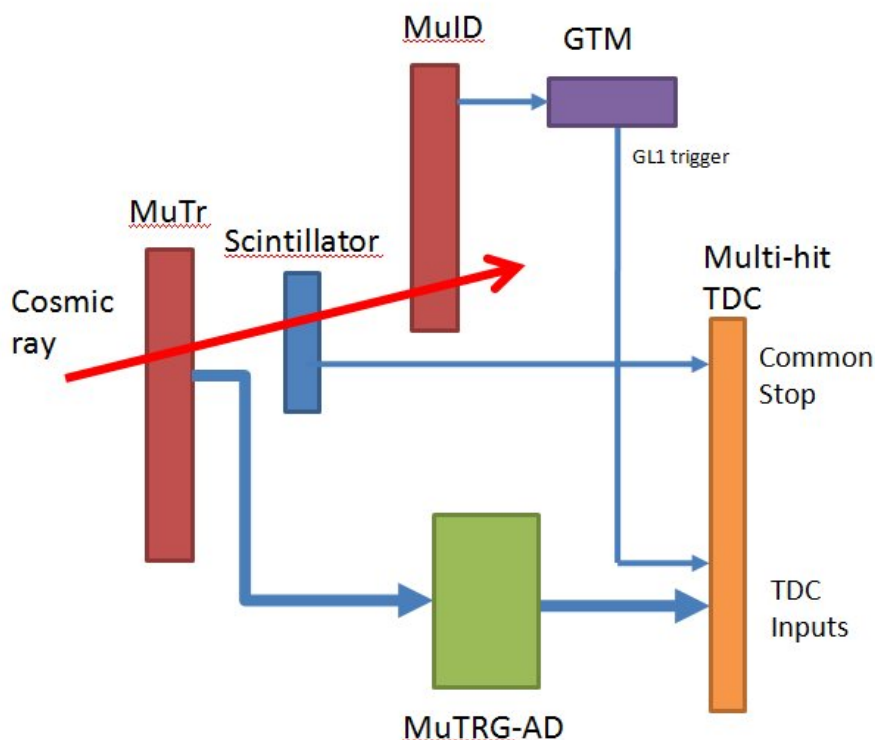 MuID
GTM
GL1 trigger
MuTr
Scintillator
Multi-hit
TDC
Cosmic
ray
Common
Stop
TDC
Inputs
MuTRG-AD